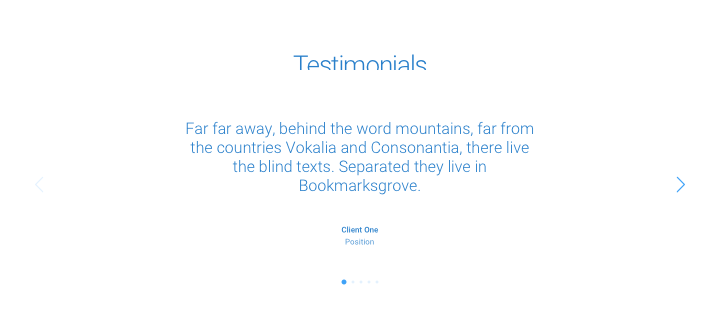 Testimonials
Far far away, behind the word mountains, far from
the countries Vokalia and Consonantia, there live
the blind texts. Separated they live in
Bookmarksgrove.
Client One
Position